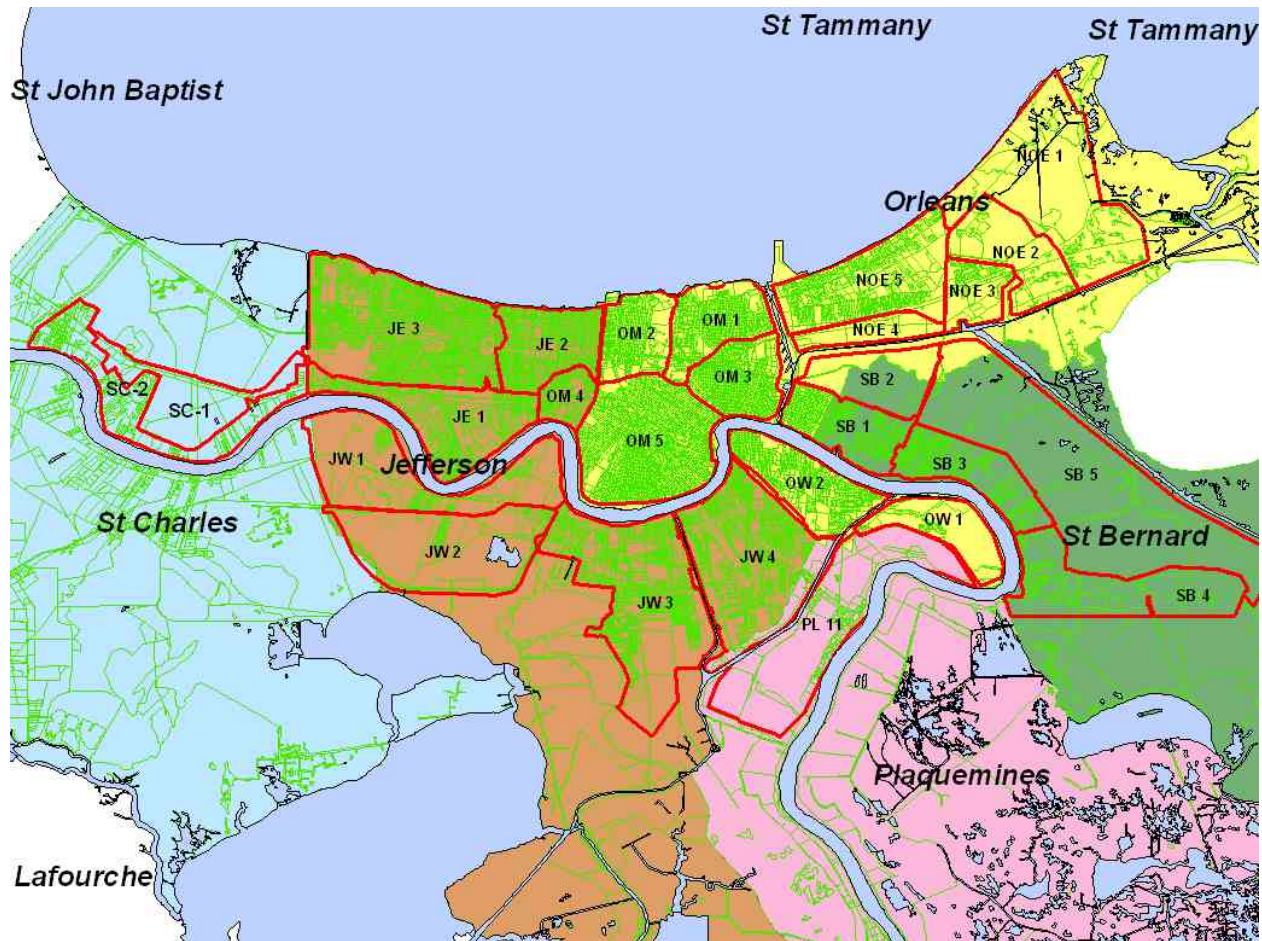 St Tammany
St Tammany
St John Baptist
NOE 1
Orleans
NOE 2
NOE 5
NOE 3
JE 3
OM 1
OM 2
NOE 4
JE 2
OM 3
SB 2
SC-2
OM 4
SC-1
JE 1
SB 1
OM 5
JW 1
Jefferson
SB 3
SB 5
OW 2
St Charles
OW 1
St Bernard
JW 2
JW 4
SB 4
JW 3
PL 11
Plaquemines
Lafourche